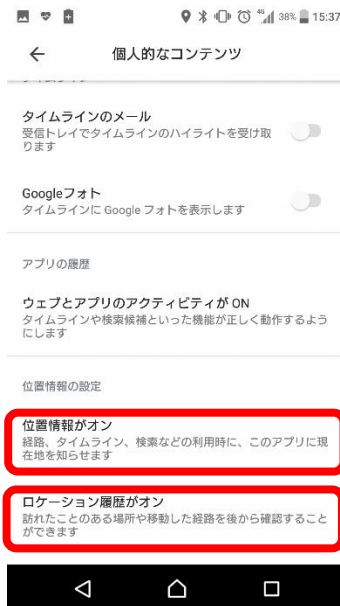 46 38% 15:37
個人的なコンテンツ
タイムラインのメール
受信トレイでタイムラインのハイライトを受け取
ります
Googleフォト
タイムラインに Google フォトを表示します
アプリの履歴
ウェブとアプリのアクティビティが ON
タイムラインや検索候補といった機能が正しく動作するよう
にします
位置情報の設定
位置情報がオン
経路、タイムライン、検索などの利用時に、このアプリに現
在地を知らせます
ロケーション履歴がオン
訪れたことのある場所や移動した経路を後から確認すること
ができます